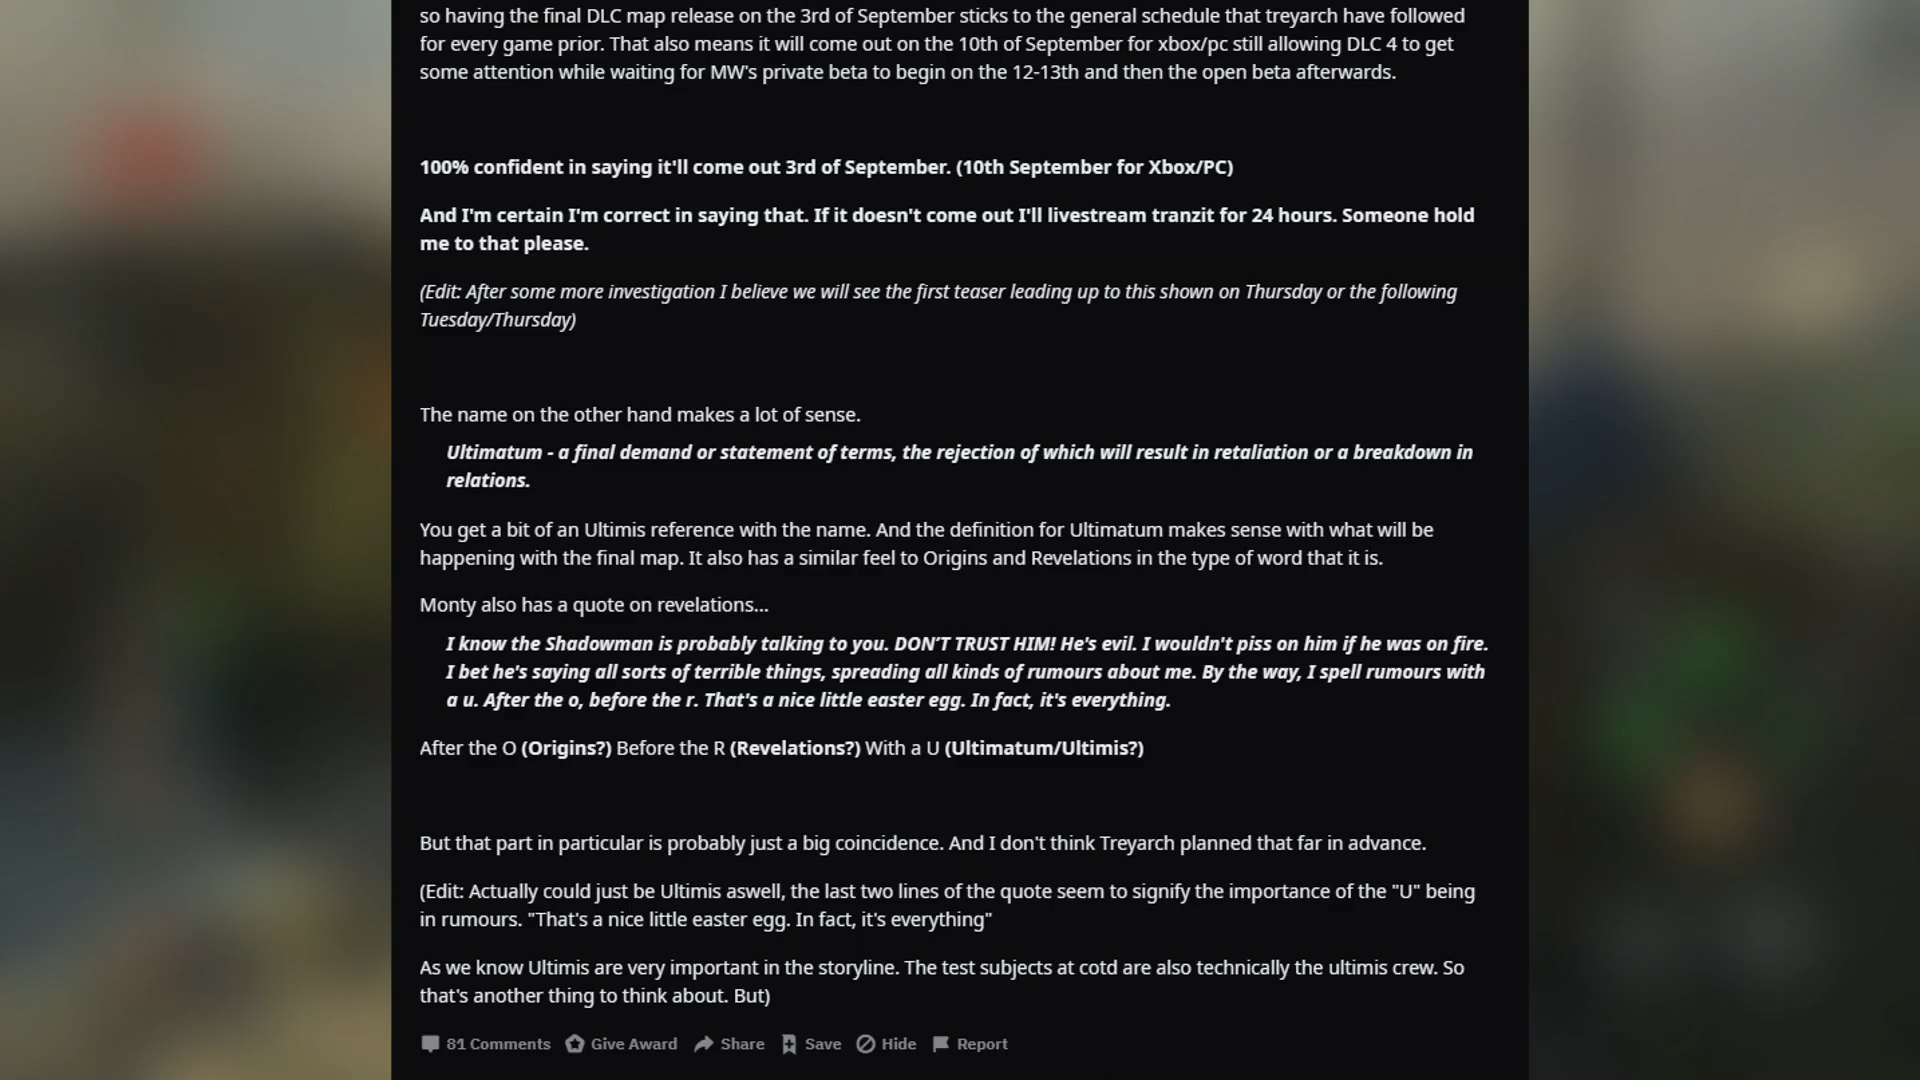 so having the final DLC map release on the 3rd of September sticks to the general schedule that treyarch have followed
for every game prior. That also means it will come out on the 10th of September for xbox/pc still allowing DLC 4 to get
some attention while waiting for MW's private beta to begin on the 12-13th and then the open beta afterwards.
100% confident in saying it'll come out 3rd of September. (10th September for Xbox/PC)
And I'm certain I'm correct in saying that. If it doesn't come out I'll livestream tranzit for 24 hours. Someone hold
me to that please.
(Edit: After some more investigation I believe we will see the first teaser leading up to this shown on Thursday or the following
Tuesday/Thursday)
The name on the other hand makes a lot of sense.
Ultimatum - a final demand or statement of terms, the rejection of which will result in retaliation or a breakdown in
relations.
You get a bit of an Ultimis reference with the name. And the definition for Ultimatum makes sense with what will be
happening with the final map. It also has a similar feel to Origins and Revelations in the type of word that it is.
Monty also has a quote on revelations...
I know the Shadowman is probably talking to you. DON'T TRUST HIM! He's evil. I wouldn't piss on him if he was on fire.
I bet he's saying all sorts of terrible things, spreading all kinds of rumours about me. By the way, I spell rumours with
a u. After the o, before the r. That's a nice little easter egg. In fact, it's everything.
After the O (Origins?) Before the R (Revelations?) With a U (Ultimatum/Ultimis?)
But that part in particular is probably just a big coincidence. And I don't think Treyarch planned that far in advance.
(Edit: Actually could just be Ultimis aswell, the last two lines of the quote seem to signify the importance of the "U" being
in rumours. "That's a nice little easter egg. In fact, it's everything"
As we know Ultimis are very important in the storyline. The test subjects at cotd are also technically the ultimis crew. So
that's another thing to think about. But)
81 Comments Give Award Share Save Hide Report